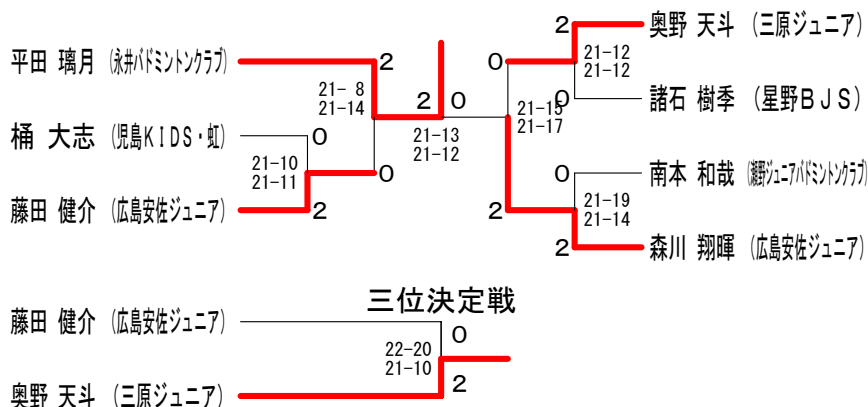 平田 璃月 (永井バドミントンクラブ)
桶 大志 (児島KIDS・虹)
藤田 健介 (広島安佐ジュニア)
2
21- 8
21-14
0
21-10
21-11
2
0
2
0
21-13
21-12
0
21-15
21-17
2
2
21-12
21-12
0
0
21-19
21-14
2
奥野 天斗 (三原ジュニア)
諸石 樹季 (星野BJS)
南本 和哉 (瀬野ジュニアバドミントンクラブ)
森川 翔暉 (広島安佐ジュニア)
三位決定戦
藤田 健介 (広島安佐ジュニア)
0
22-20
21-10
2
奥野 天斗 (三原ジュニア)